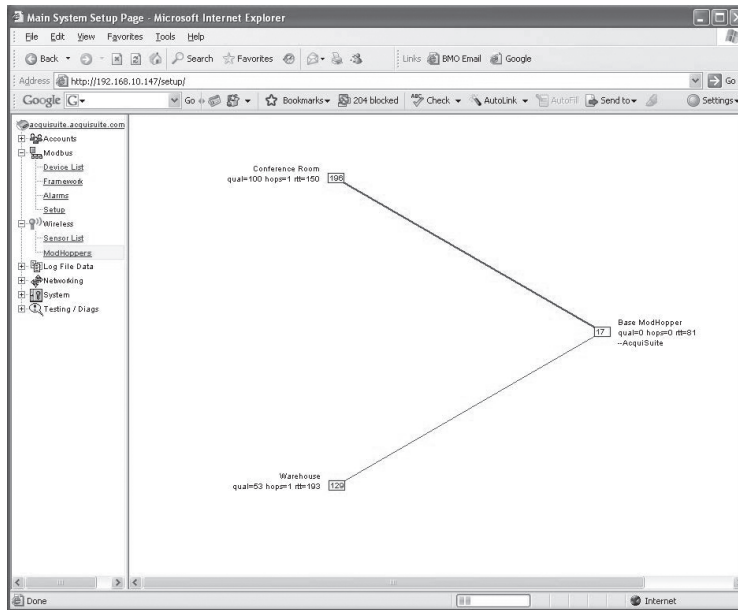 Main System Setup Page - Microsoft Internet Explorer
File Edit View Favorites Tools Help
Back Search Favorites Links BMO Email Google
Address http://192.168.10.147/setup/ Go
Google G Go Bookmarks 204 blocked Check AutoLink AutoFill Send to Settings
acquisuite.acquisuite.com
Accounts
Modbus
Device List
Framework
Alarms
Setup
Wireless
Sensor List
ModHoppers
Log File Data
Networking
System
Testing / Diags
Conference Room
qual=100 hops=1 rtt=150 196
Base ModHopper
17 qual=0 hops=0 rtt=81
--AcquiSuite
Warehouse
qual=53 hops=1 rtt=193 129
Done Internet